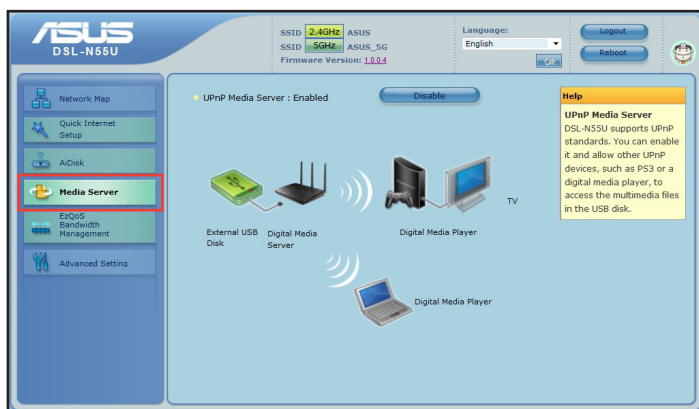 ASUS
DSL-N55U
SSID 2.4GHz ASUS
SSID 5GHz ASUS_5G
Firmware Version: 1.0.0.4
Language:
English
OK
Logout
Reboot
Network Map
Quick Internet
Setup
AiDisk
Media Server
EzQoS
Bandwidth
Management
Advanced Setting
UPnP Media Server : Enabled
Disable
External USB
Disk
Digital Media
Server
Digital Media Player
TV
Digital Media Player
Help
UPnP Media Server
DSL-N55U supports UPnP
standards. You can enable
it and allow other UPnP
devices, such as PS3 or a
digital media player, to
access the multimedia files
in the USB disk.